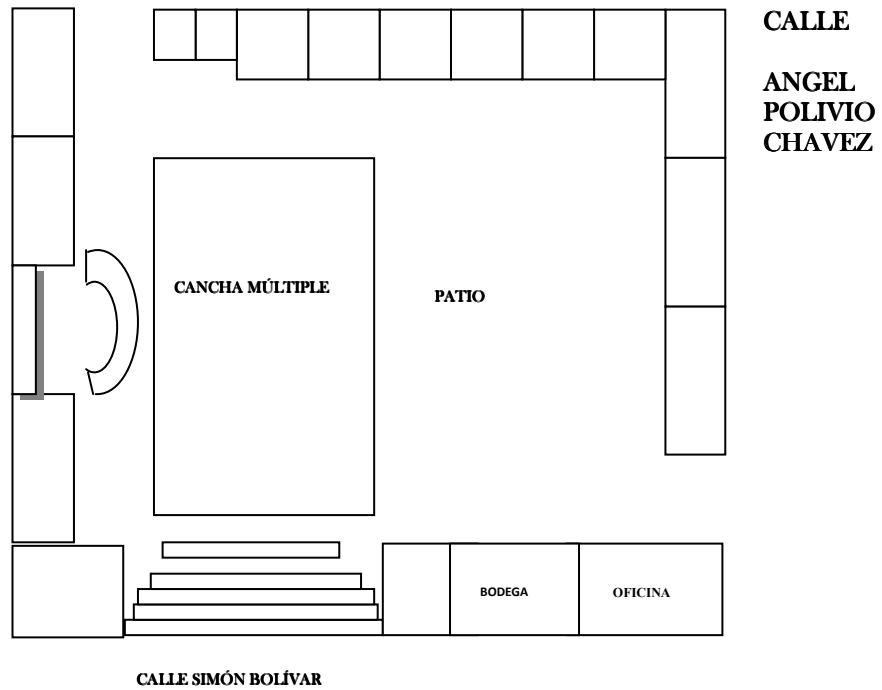 CALLE
ANGEL
POLIVIO
CHAVEZ
CANCHA MÚLTIPLE
PATIO
BODEGA
OFICINA
CALLE SIMÓN BOLÍVAR